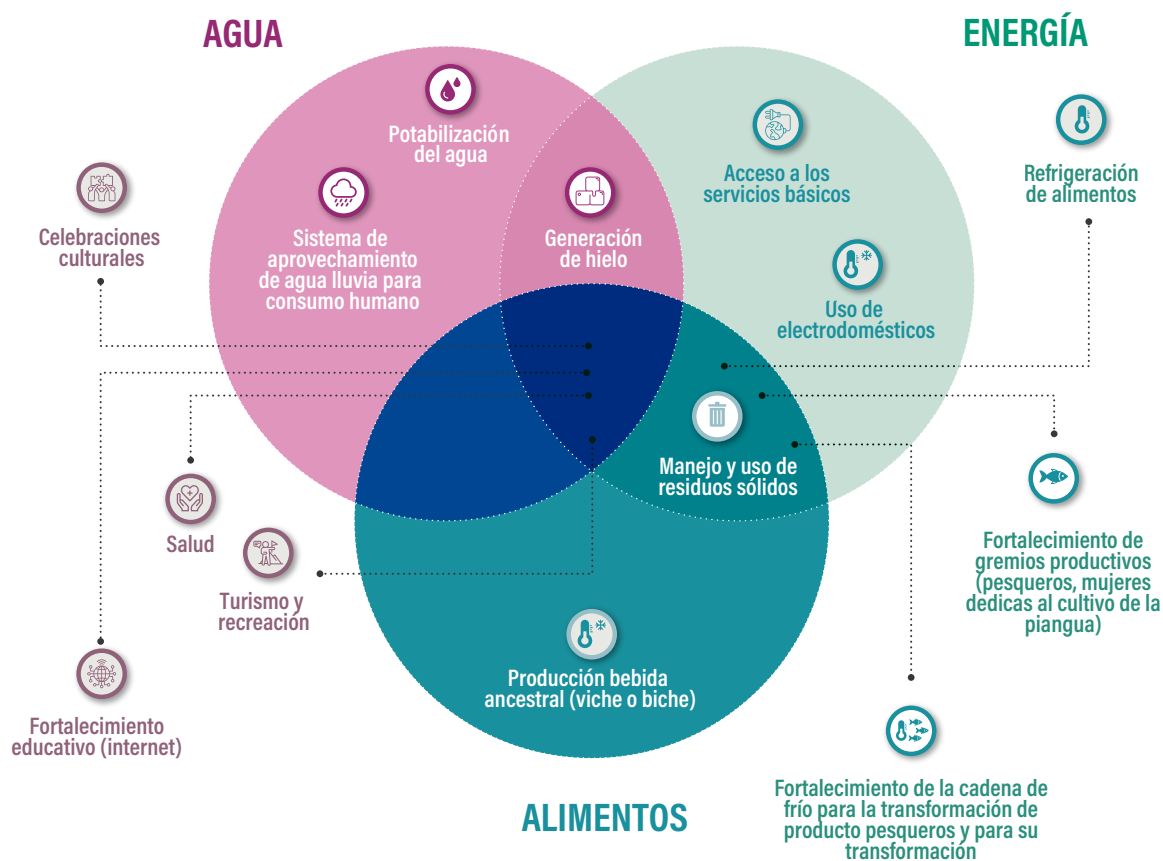 AGUA
ENERGÍA
Potabilización
del agua
Acceso a los
servicios básicos
Refrigeración
de alimentos
Celebraciones
culturales
Sistema de
aprovechamiento
de agua lluvia para
consumo humano
Generación
de hielo
Uso de
electrodomésticos
Manejo y uso de
residuos sólidos
Salud
Turismo y
recreación
Fortalecimiento de
gremios productivos
(pesqueros, mujeres
dedicas al cultivo de la
piangua)
Producción bebida
ancestral (viche o biche)
Fortalecimiento
educativo (internet)
ALIMENTOS
Fortalecimiento de la cadena de
frío para la transformación de
producto pesqueros y para su
transformación